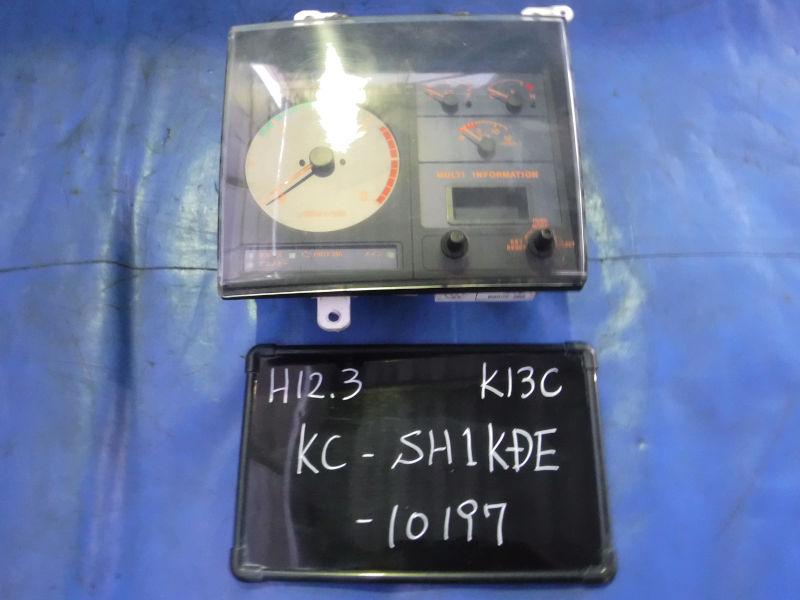 MULTI INFORMATION
H12.3 K13C
KC-SH1KDE
-10197